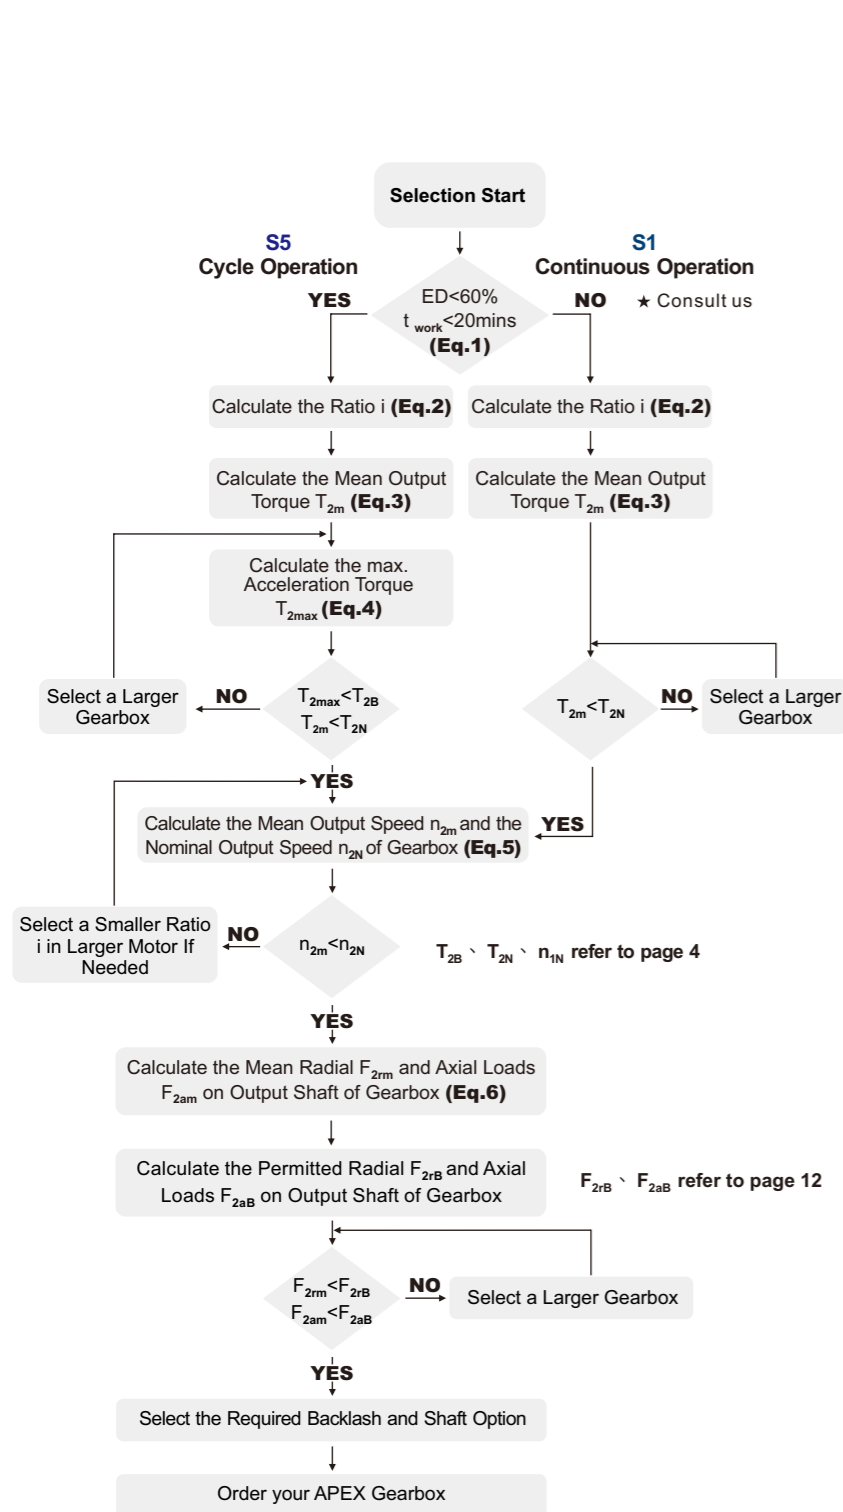 Selection Start
S5
Cycle Operation
S1
Continuous Operation
YES
ED<60%
t work<20mins
(Eq.1)
NO
★ Consult us
Calculate the Ratio i (Eq.2)
Calculate the Ratio i (Eq.2)
Calculate the Mean Output
Torque T2m (Eq.3)
Calculate the Mean Output
Torque T2m (Eq.3)
Calculate the max.
Acceleration Torque
T2max (Eq.4)
Select a Larger
Gearbox
NO
T2max<T2B
T2m<T2N
T2m<T2N
NO
Select a Larger
Gearbox
YES
Calculate the Mean Output Speed n2m and the
Nominal Output Speed n2N of Gearbox (Eq.5)
YES
Select a Smaller Ratio
i in Larger Motor If
Needed
NO
n2m<n2N
T2B、T2N、n1N refer to page 4
YES
Calculate the Mean Radial F2rm and Axial Loads
F2am on Output Shaft of Gearbox (Eq.6)
Calculate the Permitted Radial F2rB and Axial
Loads F2aB on Output Shaft of Gearbox
F2rB、F2aB refer to page 12
F2rm<F2rB
F2am<F2aB
NO
Select a Larger Gearbox
YES
Select the Required Backlash and Shaft Option
Order your APEX Gearbox